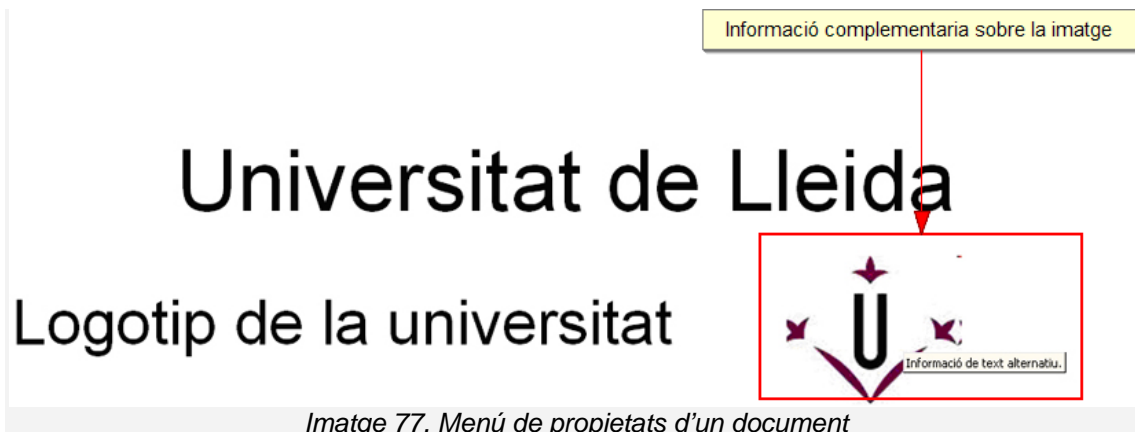 Informació complementaria sobre la imatge
Universitat de Lleida
Logotip de la universitat
U
Informació de text alternatiu.
Imatge 77. Menú de propietats d'un document